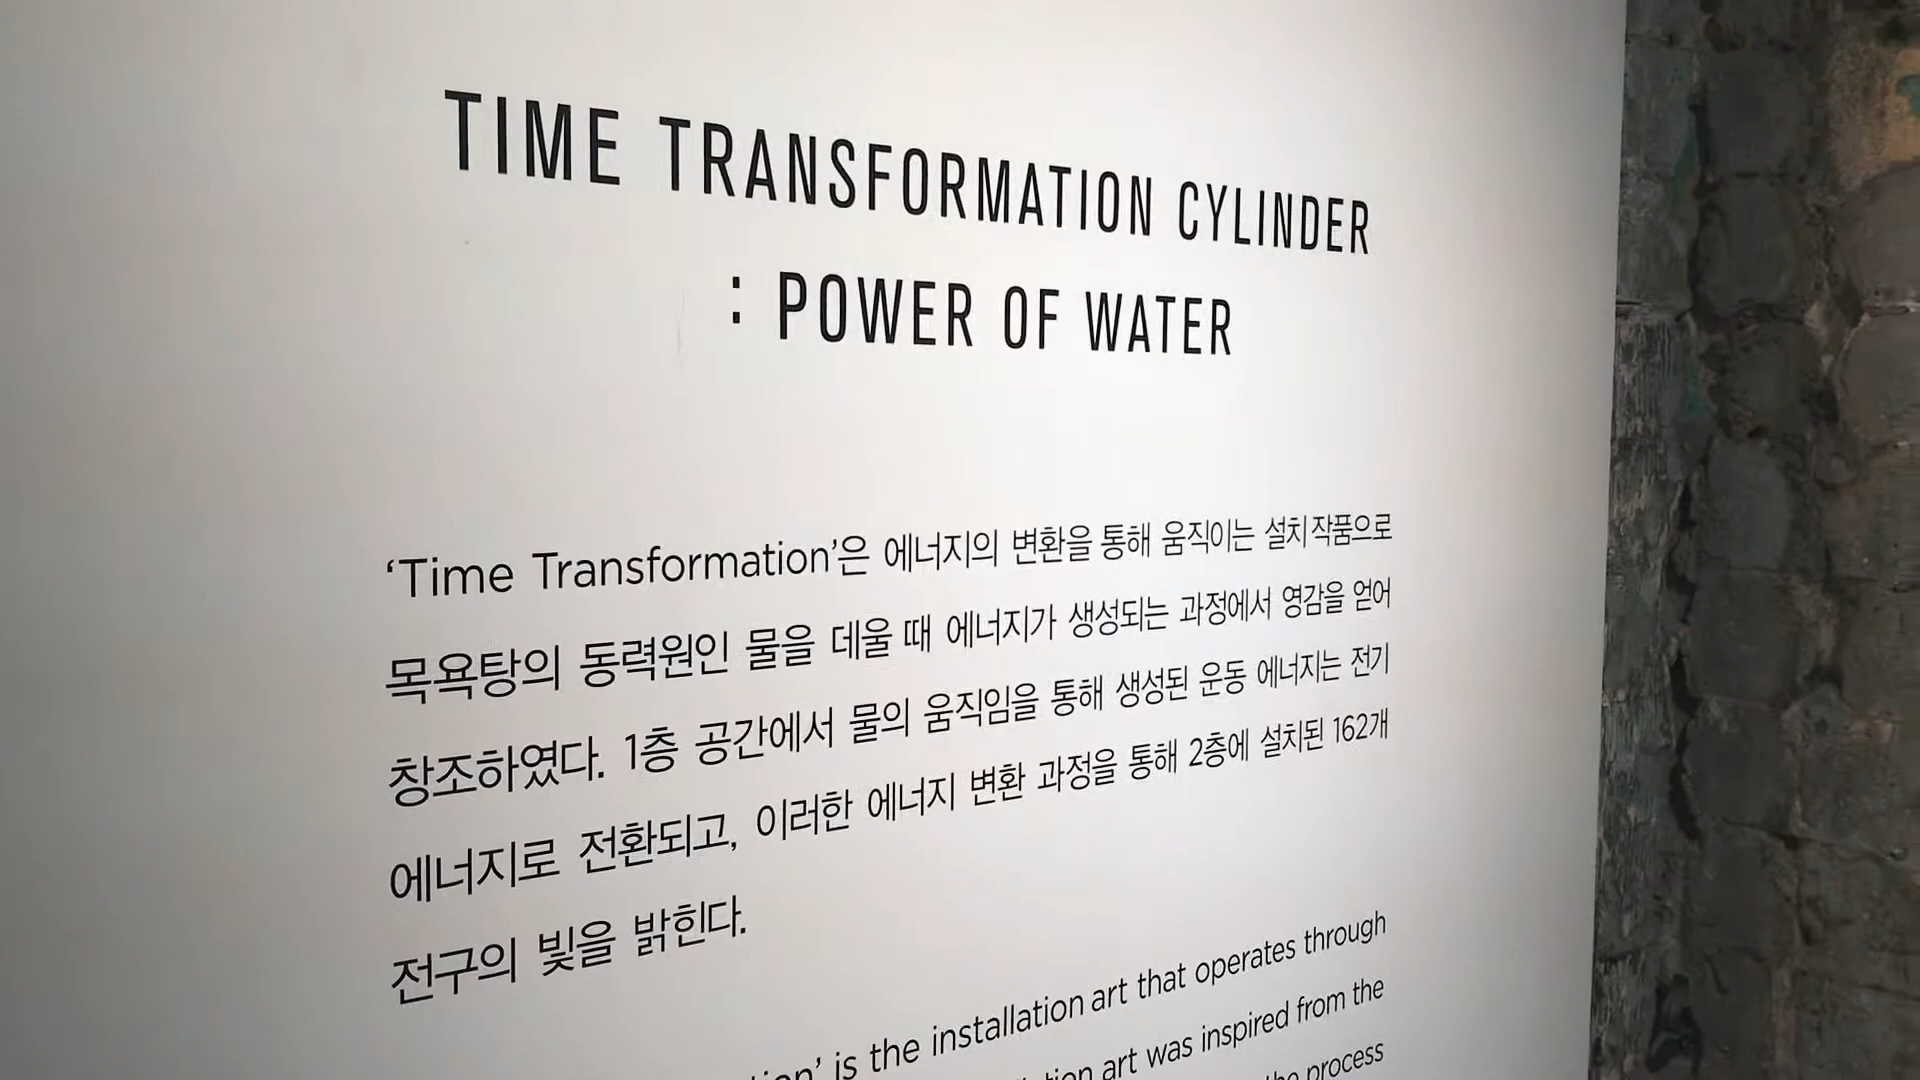 TIME TRANSFORMATION CYLINDER
: POWER OF WATER
‘Time Transformation’은 에너지의 변환을 통해 움직이는 설치작품으로
목욕탕의 동력원인 물을 데울 때 에너지가 생성되는 과정에서 영감을 얻어
창조하였다. 1층 공간에서 물의 움직임을 통해 생성된 운동 에너지는 전기
에너지로 전환되고, 이러한 에너지 변환 과정을 통해 2층에 설치된 162개
전구의 빛을 밝힌다.
is the installation art that operates through
art was inspired from the
process